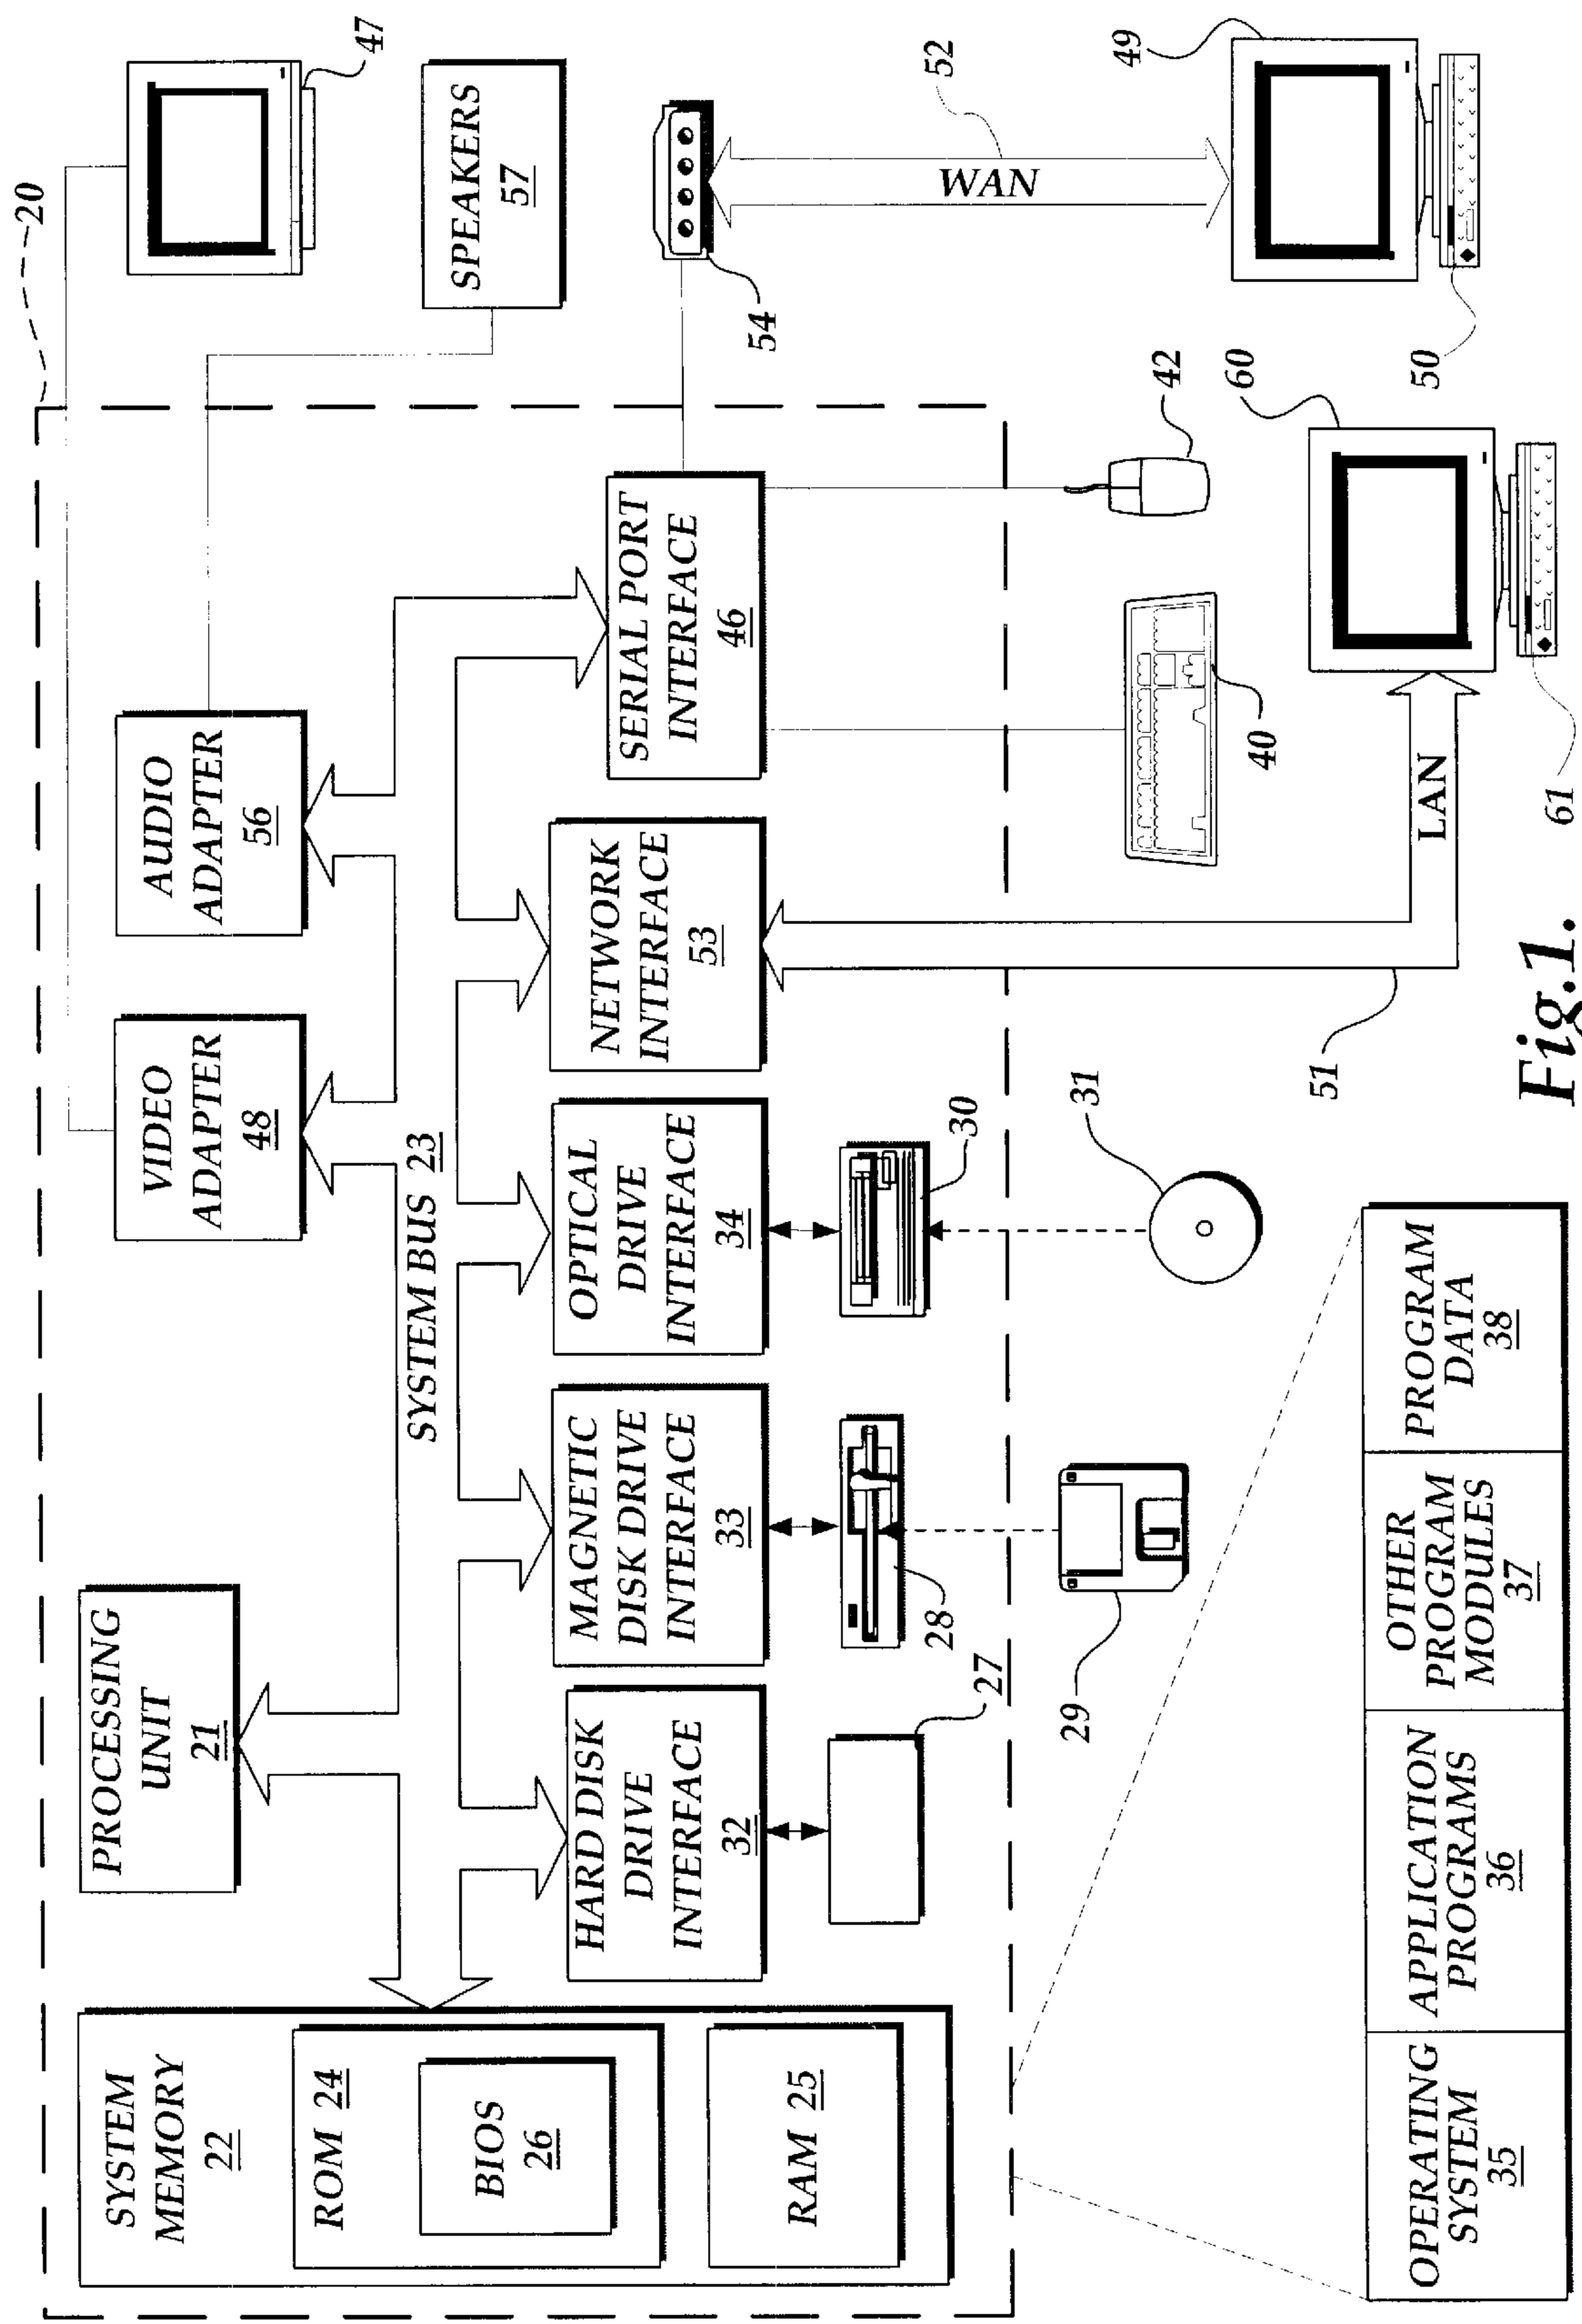 20
47
PROCESSING
UNIT
21
VIDEO
ADAPTER
48
AUDIO
ADAPTER
56
SYSTEM
MEMORY
22
ROM 24
BIOS
26
RAM 25
SYSTEM BUS 23
SPEAKERS
57
HARD DISK
DRIVE
INTERFACE
32
MAGNETIC
DISK DRIVE
INTERFACE
33
OPTICAL
DRIVE
INTERFACE
34
NETWORK
INTERFACE
53
SERIAL PORT
INTERFACE
46
54
27
28
30
29
31
40
42
52
WAN
49
50
60
61
51
LAN
OPERATING
SYSTEM
35
APPLICATION
PROGRAMS
36
OTHER
PROGRAM
MODULES
37
PROGRAM
DATA
38
Fig.1.